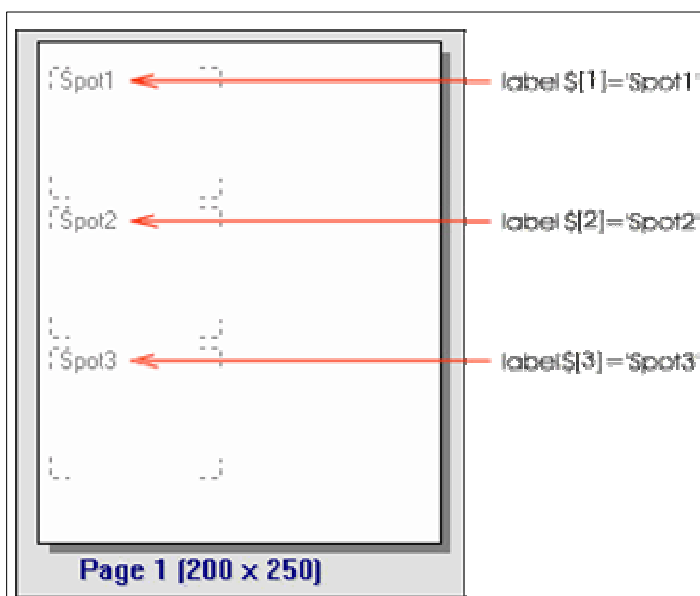 Spot1 label$[1]='Spot1'
Spot2 label$[2]='Spot2'
Spot3 label$[3]='Spot3'
Page 1 (200 x 250)